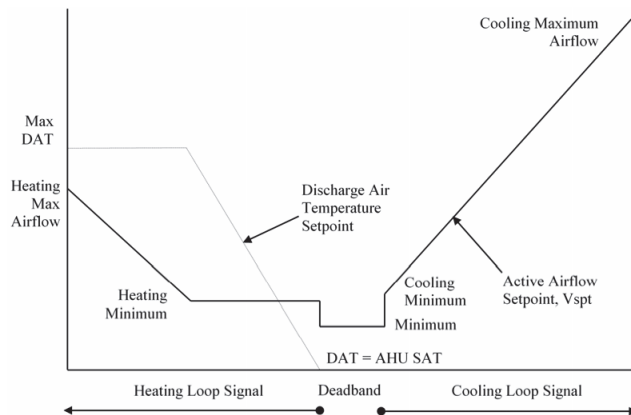 Cooling Maximum
Airflow
Max
DAT
Heating
Max
Airflow
Discharge Air
Temperature
Setpoint
Heating
Minimum
Cooling
Minimum
Active Airflow
Setpoint, Vspt
Minimum
DAT = AHU SAT
Heating Loop Signal
Deadband
Cooling Loop Signal